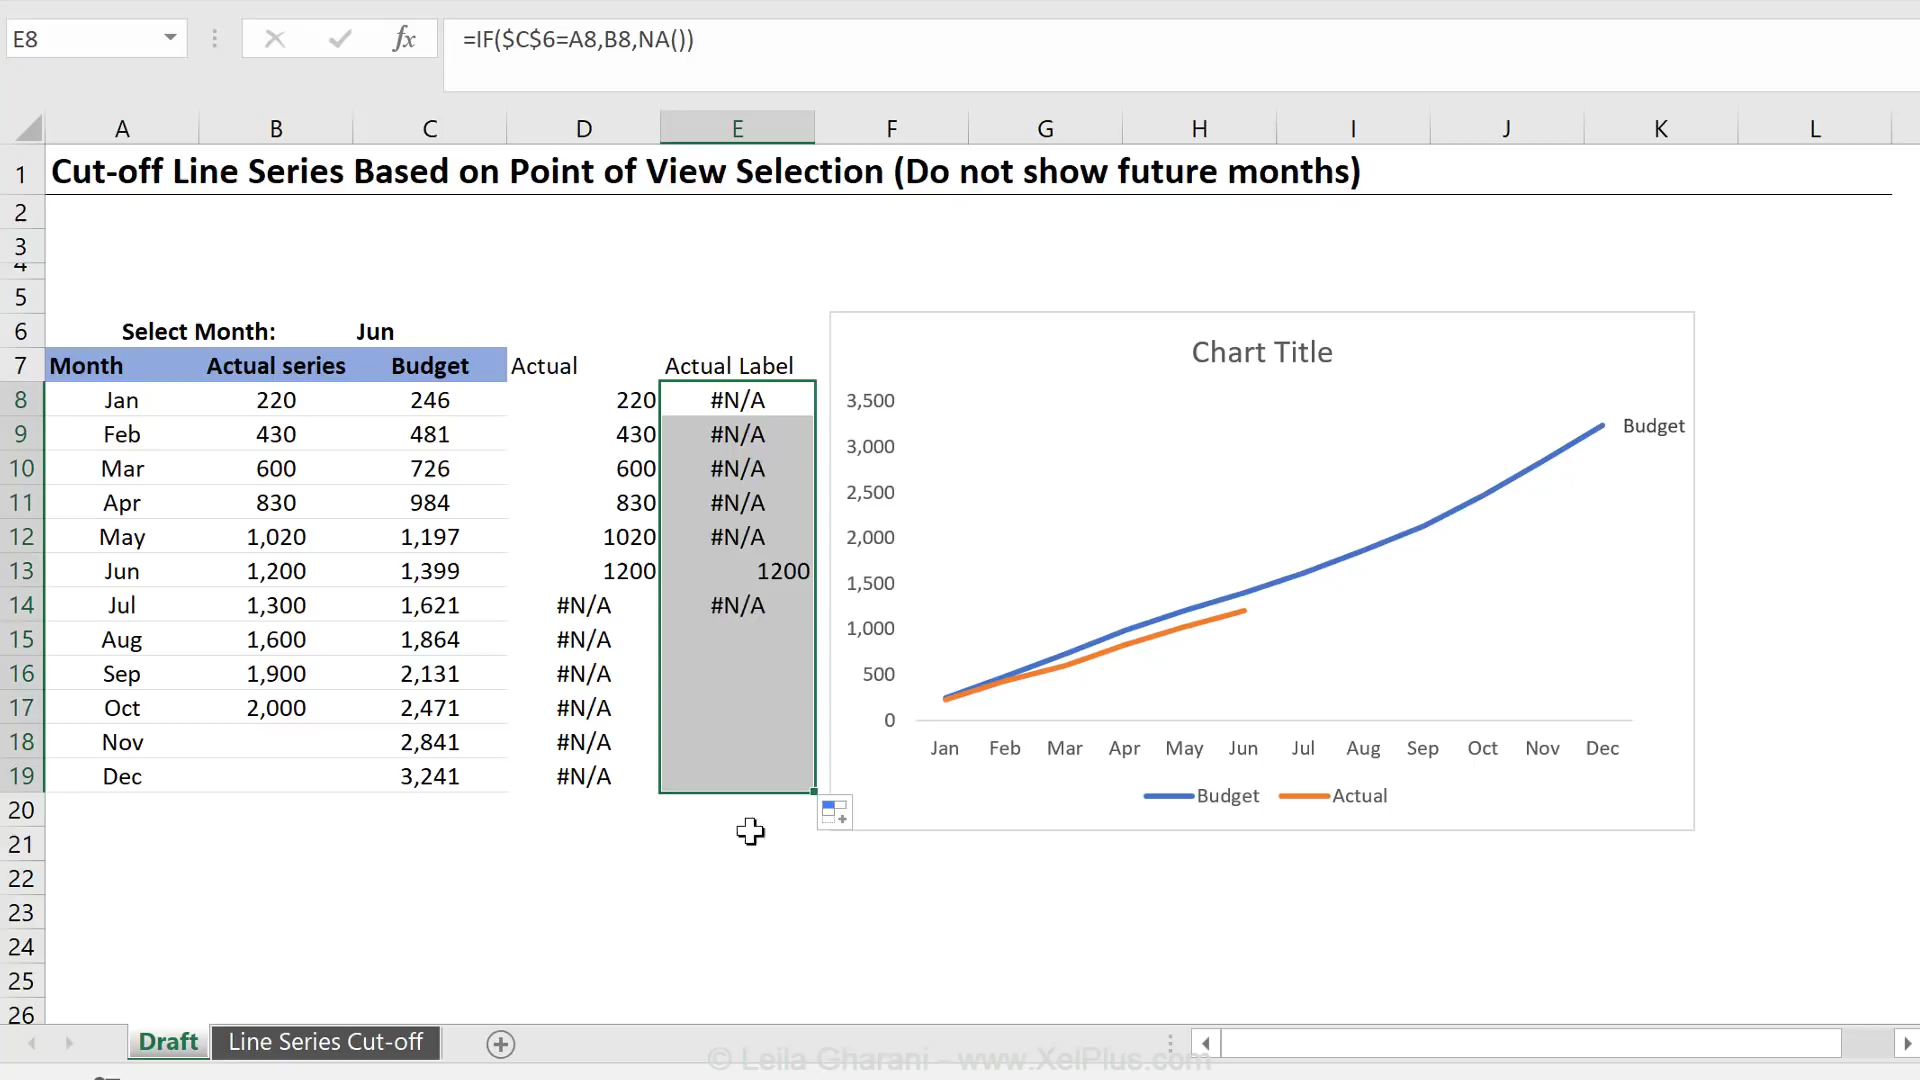 E8
fx
=IF($C$6=A8,B8,NA())
A B C D E F G H I J K L
1 Cut-off Line Series Based on Point of View Selection (Do not show future months)
2
3
4
5
6 Select Month: Jun
7 Month Actual series Budget Actual Actual Label
8 Jan 220 246 220 #N/A
9 Feb 430 481 430 #N/A
10 Mar 600 726 600 #N/A
11 Apr 830 984 830 #N/A
12 May 1,020 1,197 1020 #N/A
13 Jun 1,200 1,399 1200 1200
14 Jul 1,300 1,621 #N/A #N/A
15 Aug 1,600 1,864 #N/A
16 Sep 1,900 2,131 #N/A
17 Oct 2,000 2,471 #N/A
18 Nov 2,841 #N/A
19 Dec 3,241 #N/A
20
21
22
23
24
25
26
Chart Title
3,500
3,000
2,500
2,000
1,500
1,000
500
0
Budget
Jan Feb Mar Apr May Jun Jul Aug Sep Oct Nov Dec
Budget Actual
Draft Line Series Cut-off
© Leila Gharani - www.XelPlus.com